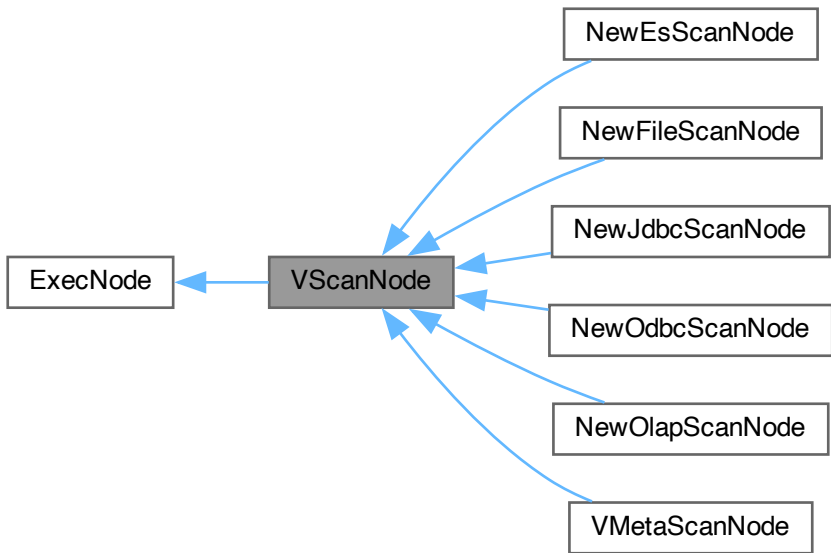 NewEsScanNode
NewFileScanNode
NewJdbcScanNode
ExecNode
VScanNode
NewOdbcScanNode
NewOlapScanNode
VMetaScanNode